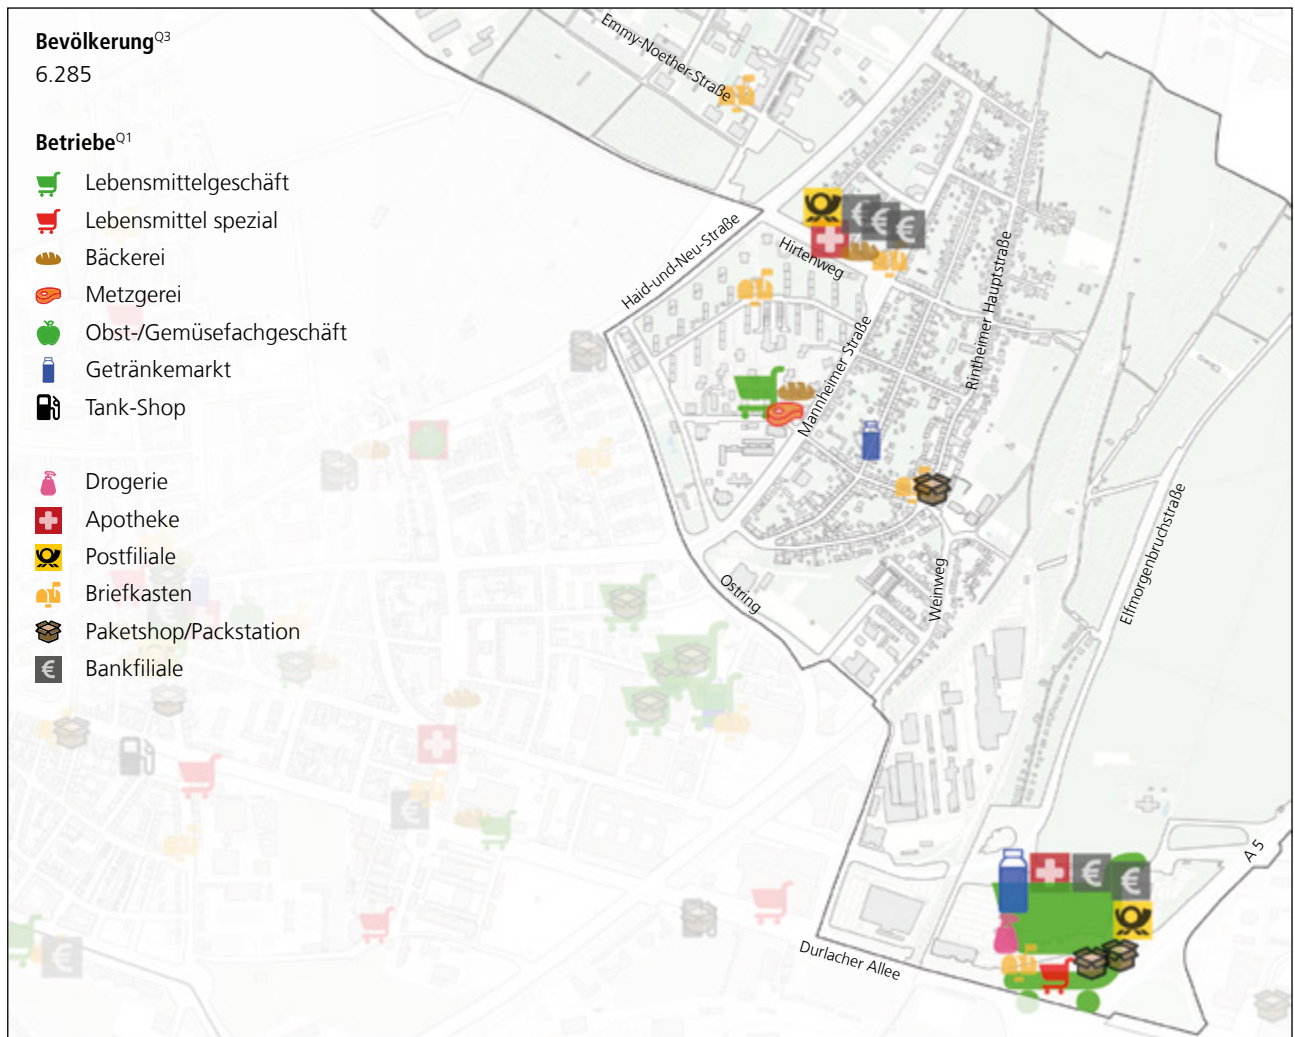 Bevölkerung Q3
6.285
Betriebe Q1
Lebensmittelgeschäft
Lebensmittel spezial
Bäckerei
Metzgerei
Obst-/Gemüsefachgeschäft
Getränkemarkt
Tank-Shop
Drogerie
Apotheke
Postfiliale
Briefkasten
Paketshop/Packstation
€ Bankfiliale
Emmy-Noether-Straße
Haid-und-Neu-Straße
Hirtenweg
Mannheimer Straße
Rintheimer Hauptstraße
Elfmorgenbruchstraße
Weinweg
Ostring
A 5
Durlacher Allee